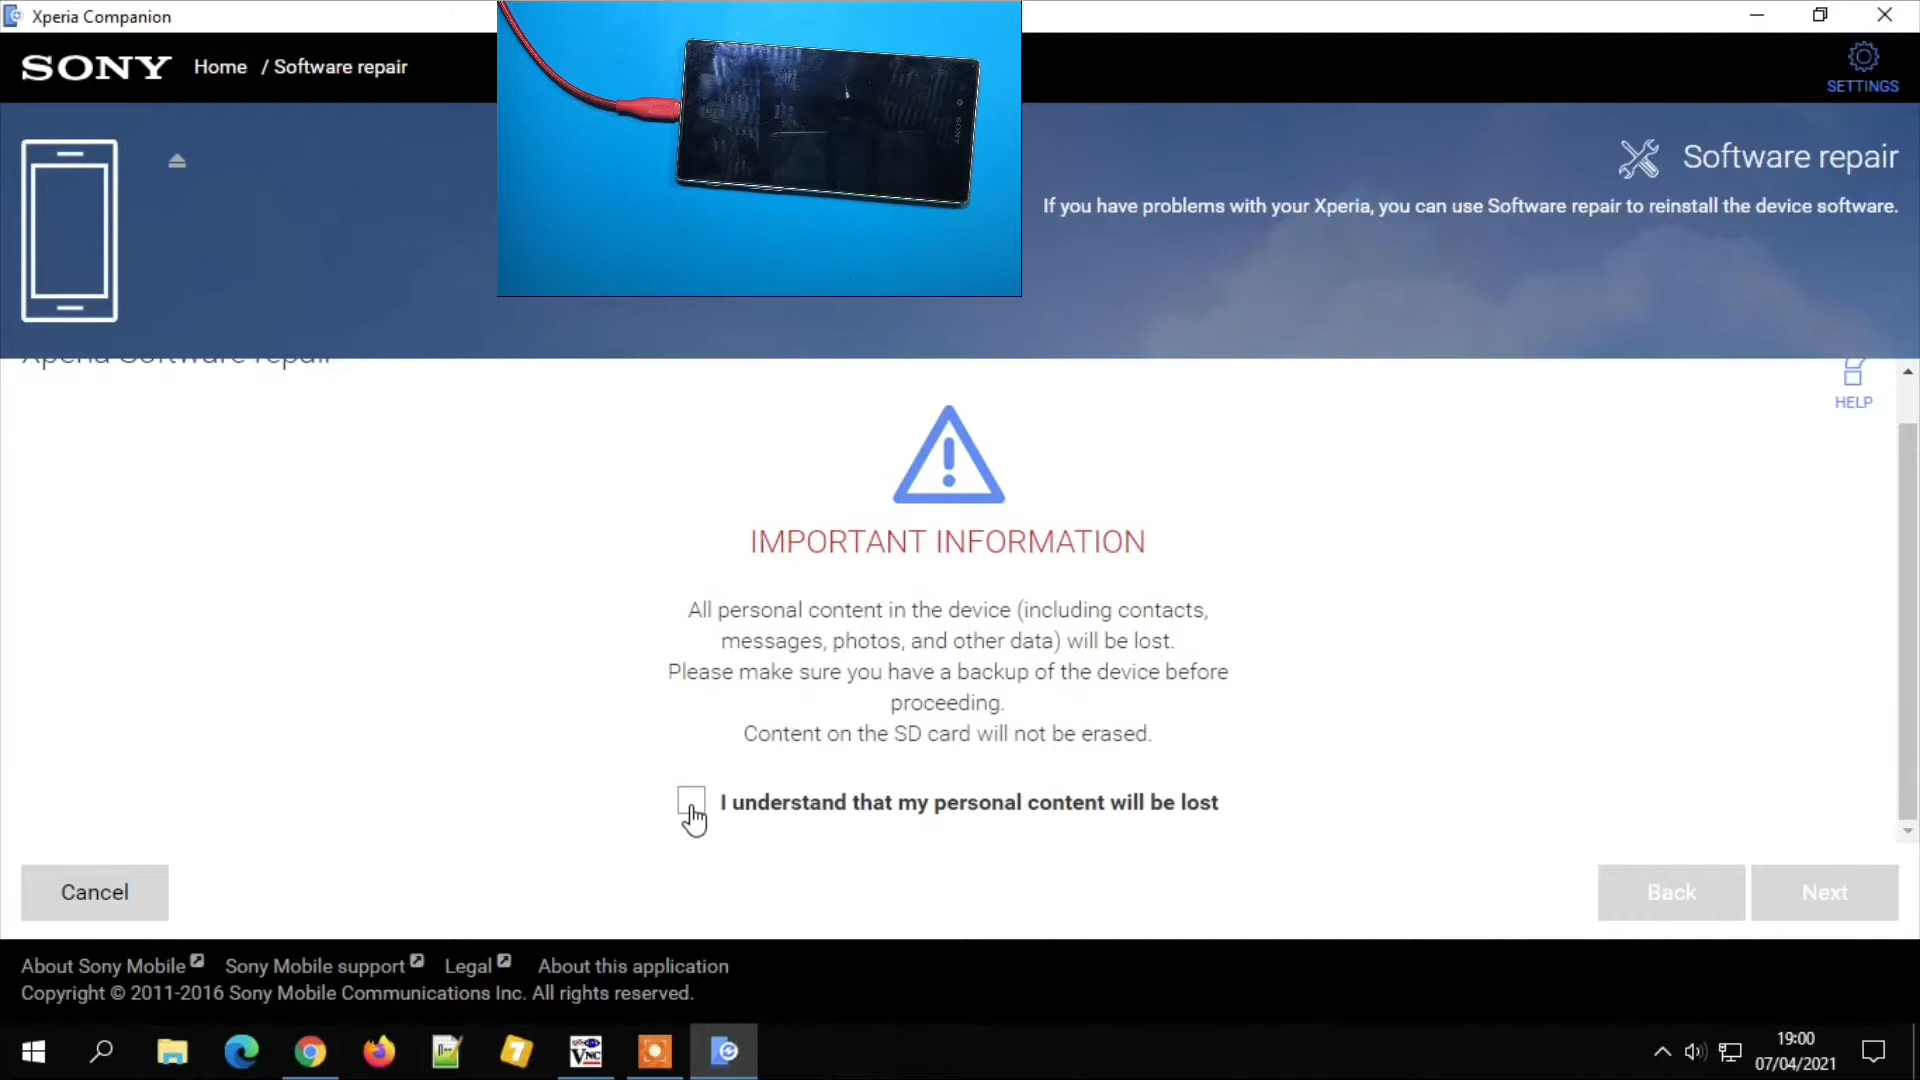 Xperia Companion
SONY
Home / Software repair
SETTINGS
SONY
Software repair
If you have problems with your Xperia, you can use Software repair to reinstall the device software.
Xperia Software repair
HELP
IMPORTANT INFORMATION
All personal content in the device (including contacts,
messages, photos, and other data) will be lost.
Please make sure you have a backup of the device before
proceeding.
Content on the SD card will not be erased.
I understand that my personal content will be lost
Cancel
Back
Next
About Sony Mobile Sony Mobile support Legal About this application
Copyright © 2011-2016 Sony Mobile Communications Inc. All rights reserved.
VNC
19:00
07/04/2021